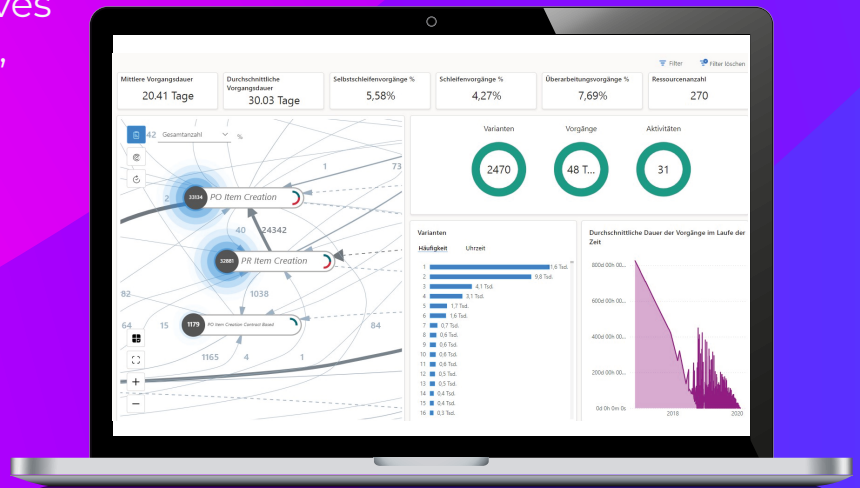 ves
,
Filter
Filter löschen
Mittlere Vorgangsdauer
20.41 Tage
Durchschnittliche
Vorgangsdauer
30.03 Tage
Selbstschleifenvorgänge %
5,58%
Schleifenvorgänge %
4,27%
Überarbeitungsvorgänge %
7,69%
Ressourcenanzahl
270
42
Gesamtanzahl
%
1
73
2
33134
PO Item Creation
40
24342
32881
PR Item Creation
82
1038
64
15
1179
PO Item Creation Contract Based
84
1165
4
1
Varianten
2470
Vorgänge
48 T...
Aktivitäten
31
Varianten
Häufigkeit
Uhrzeit
1
2 9,8 Tsd.
3 4,1 Tsd.
4 3,1 Tsd.
5 1,7 Tsd.
6 1,6 Tsd.
7 0,7 Tsd.
8 0,6 Tsd.
9 0,6 Tsd.
10 0,6 Tsd.
11 0,6 Tsd.
12 0,5 Tsd.
13 0,5 Tsd.
14 0,4 Tsd.
15 0,4 Tsd.
16 0,3 Tsd.
Durchschnittliche Dauer der Vorgänge im Laufe der
Zeit
800d 00h 00...
600d 00h 00...
400d 00h 00...
200d 00h 00...
0d 0h 0m 0s
2018
2020